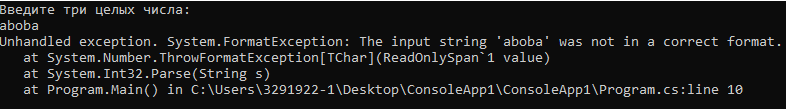 Введите три целых числа:
aboba
Unhandled exception. System.FormatException: The input string 'aboba' was not in a correct format.
   at System.Number.ThrowFormatException[TChar](ReadOnlySpan`1 value)
   at System.Int32.Parse(String s)
   at Program.Main() in C:\Users\3291922-1\Desktop\ConsoleApp1\ConsoleApp1\Program.cs:line 10